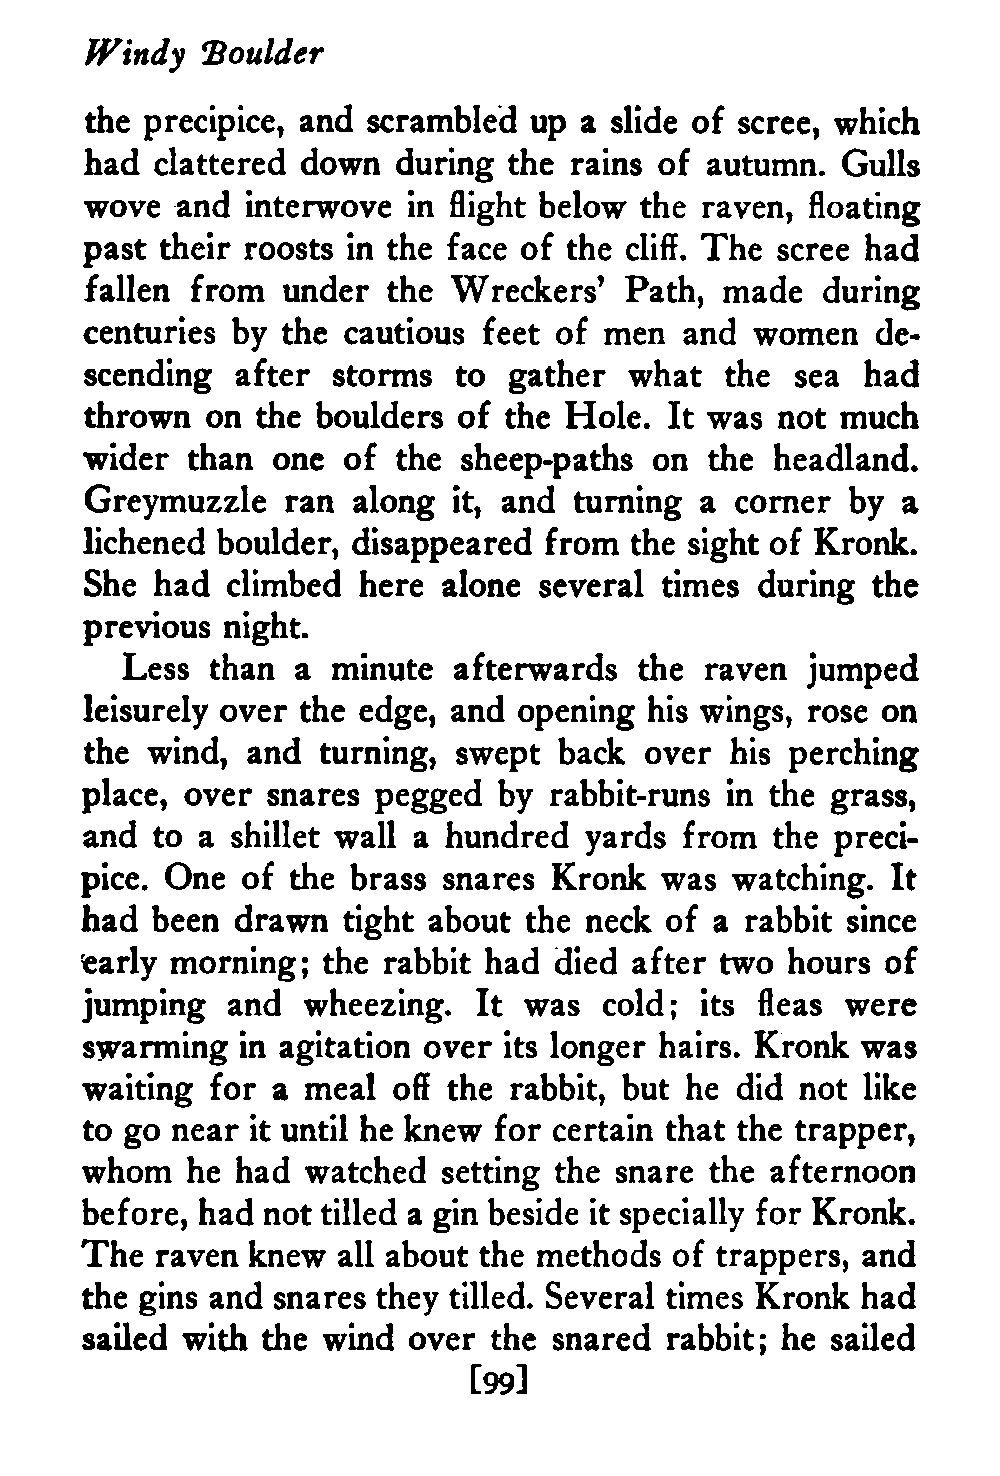 Windy Boulder
the precipice, and scrambled up a slide of scree, which
had clattered down during the rains of autumn. Gulls
wove and interwove in flight below the raven, floating
past their roosts in the face of the cliff. The scree had
fallen from under the Wreckers' Path, made during
centuries by the cautious feet of men and women de-
scending after storms to gather what the sea had
thrown on the boulders of the Hole. It was not much
wider than one of the sheep-paths on the headland.
Greymuzzle ran along it, and turning a corner by a
lichened boulder, disappeared from the sight of Kronk.
She had climbed here alone several times during the
previous night.
Less than a minute afterwards the raven jumped
leisurely over the edge, and opening his wings, rose on
the wind, and turning, swept back over his perching
place, over snares pegged by rabbit-runs in the grass,
and to a shillet wall a hundred yards from the preci-
pice. One of the brass snares Kronk was watching. It
had been drawn tight about the neck of a rabbit since
early morning; the rabbit had died after two hours of
jumping and wheezing. It was cold; its fleas were
swarming in agitation over its longer hairs. Kronk was
waiting for a meal off the rabbit, but he did not like
to go near it until he knew for certain that the trapper,
whom he had watched setting the snare the afternoon
before, had not tilled a gin beside it specially for Kronk.
The raven knew all about the methods of trappers, and
the gins and snares they tilled. Several times Kronk had
sailed with the wind over the snared rabbit; he sailed
[99]